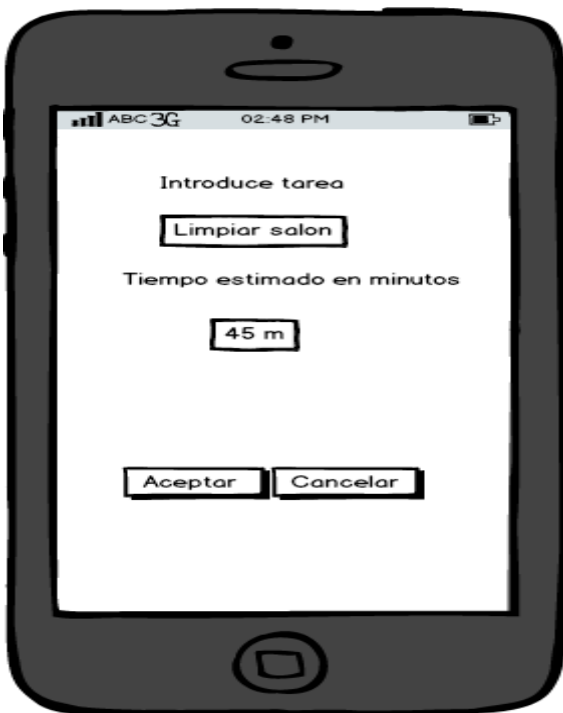 ABC 3G 02:48 PM
Introduce tarea
Limpiar salon
Tiempo estimado en minutos
45 m
Aceptar Cancelar